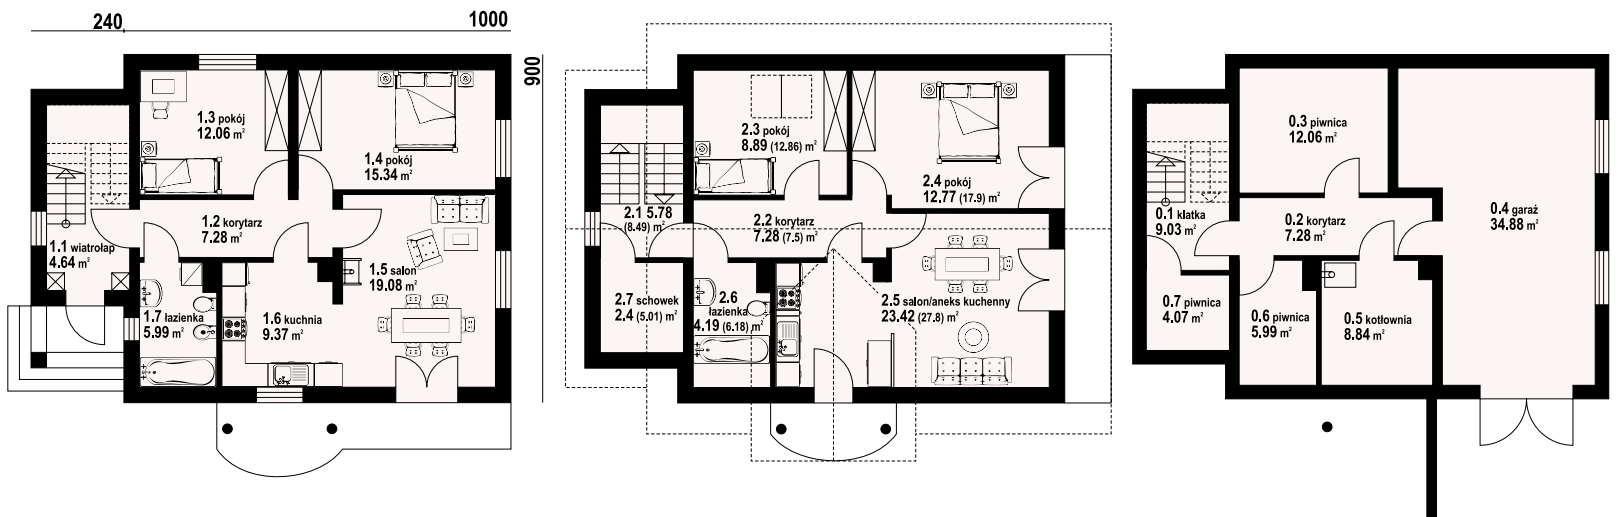 240
1000
900
1.3 pokój
12.06 m²
1.4 pokój
15.34 m²
1.2 korytarz
7.28 m²
1.1 wiatrołap
4.64 m²
1.5 salon
19.08 m²
1.7 łazienka
5.99 m²
1.6 kuchnia
9.37 m²
2.3 pokój
8.89 (12.86) m²
2.4 pokój
12.77 (17.9) m²
2.1 5.78
(8.49) m²
2.2 korytarz
7.28 (7.5) m²
2.7 schowek
2.4 (5.01) m²
2.6
łazienka
4.19 (6.18) m²
2.5 salon/aneks kuchenny
23.42 (27.8) m²
0.3 piwnica
12.06 m²
0.4 garaż
34.88 m²
0.1 klatka
9.03 m²
0.2 korytarz
7.28 m²
0.7 piwnica
4.07 m²
0.6 piwnica
5.99 m²
0.5 kotłownia
8.84 m²